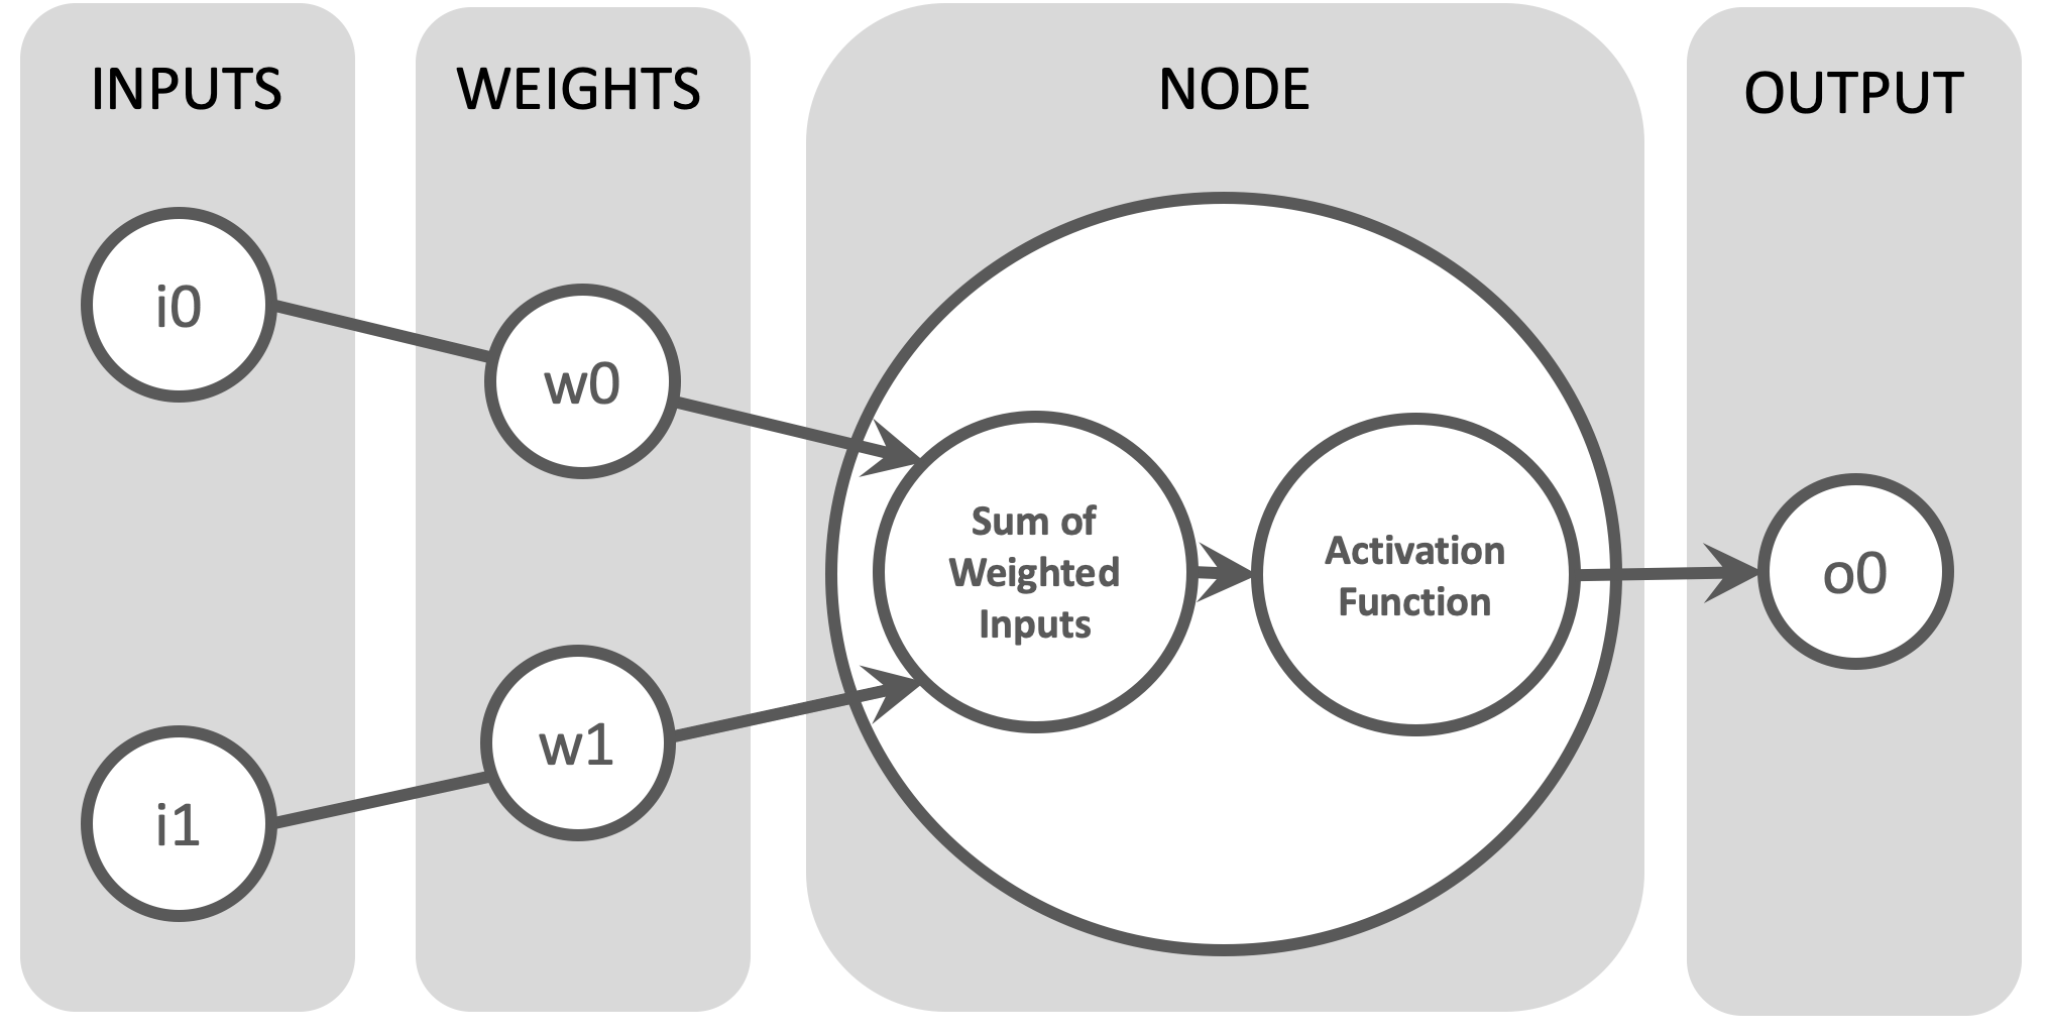 INPUTS
WEIGHTS
NODE
OUTPUT
i0
w0
Sum of
Weighted
Inputs
Activation
Function
o0
w1
i1